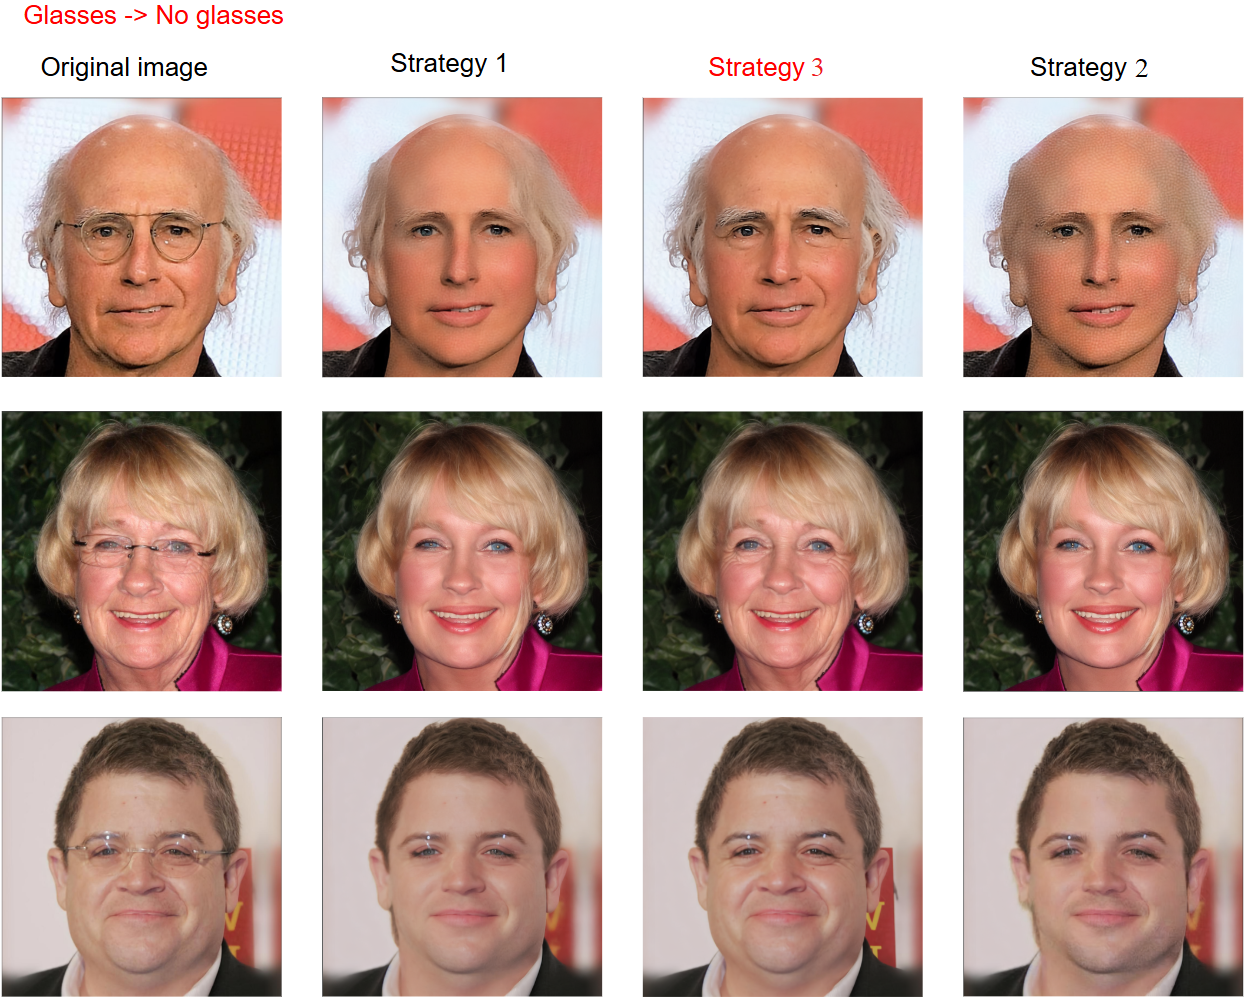 Glasses -> No glasses
Original image
Strategy 1
Strategy 3
Strategy 2